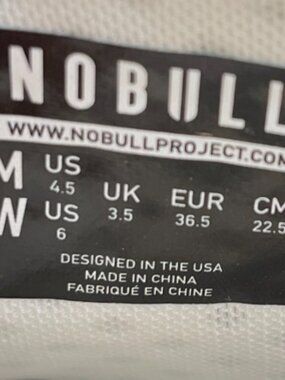 NOBULL
WWW.NOBULLPROJECT.COM
M US 4.5 UK 3.5 EUR 36.5 CM 22.5
W US 6
DESIGNED IN THE USA
MADE IN CHINA
FABRIQUÉ EN CHINE